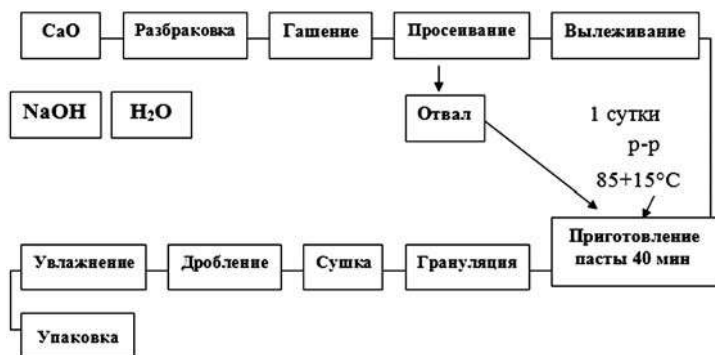 CaO
Разбраковка
Гашение
Просеивание
Вылеживание
NaOH
H₂O
Отвал
1 сутки
р-р
85+15°C
Приготовление
пасты 40 мин
Увлажнение
Дробление
Сушка
Грануляция
Упаковка